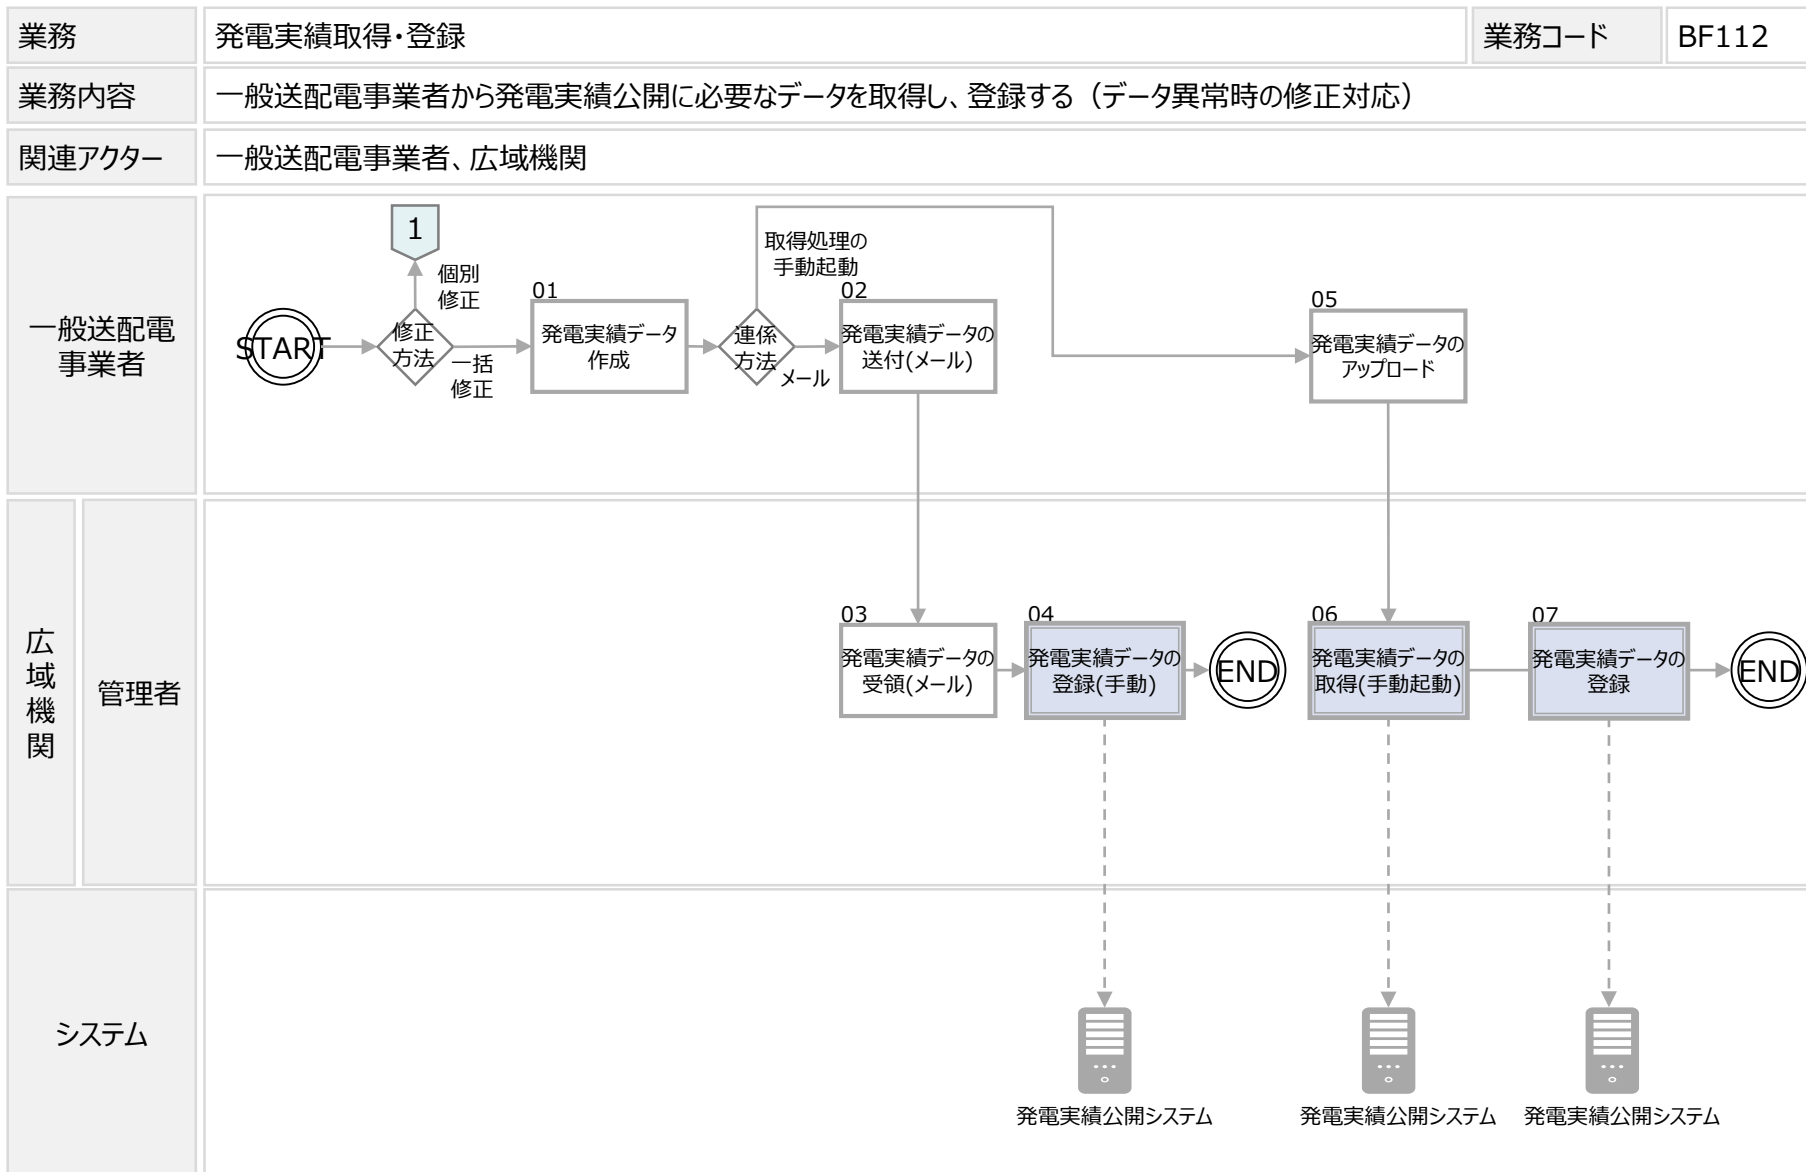 業務
発電実績取得・登録
業務コード
BF112
業務内容
一般送配電事業者から発電実績公開に必要なデータを取得し、登録する（データ異常時の修正対応）
関連アクター
一般送配電事業者、広域機関
一般送配電
事業者
START
1
個別
修正
修正
方法
一括
修正
01
発電実績データ
作成
取得処理の
手動起動
連係
方法
メール
02
発電実績データの
送付(メール)
05
発電実績データの
アップロード
広
域
機
関
管理者
03
発電実績データの
受領(メール)
04
発電実績データの
登録(手動)
END
06
発電実績データの
取得(手動起動)
07
発電実績データの
登録
END
システム
発電実績公開システム
発電実績公開システム
発電実績公開システム